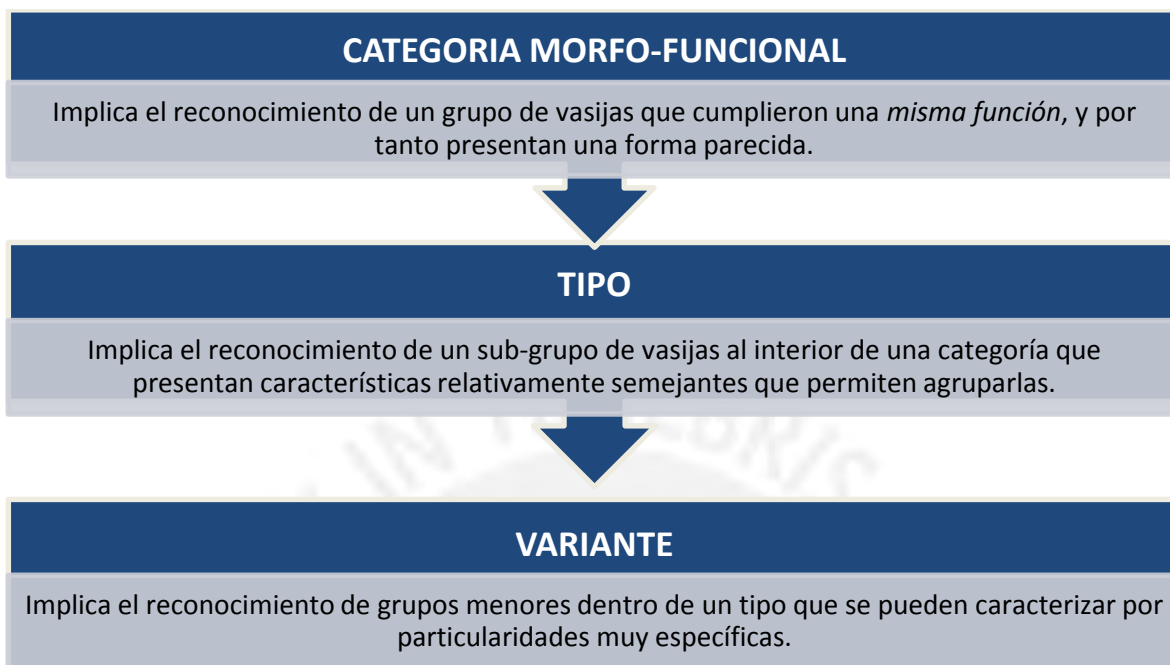 CATEGORIA MORFO-FUNCIONAL
Implica el reconocimiento de un grupo de vasijas que cumplieron una misma función, y por
tanto presentan una forma parecida.
TIPO
Implica el reconocimiento de un sub-grupo de vasijas al interior de una categoría que
presentan características relativamente semejantes que permiten agruparlas.
VARIANTE
Implica el reconocimiento de grupos menores dentro de un tipo que se pueden caracterizar por
particularidades muy específicas.